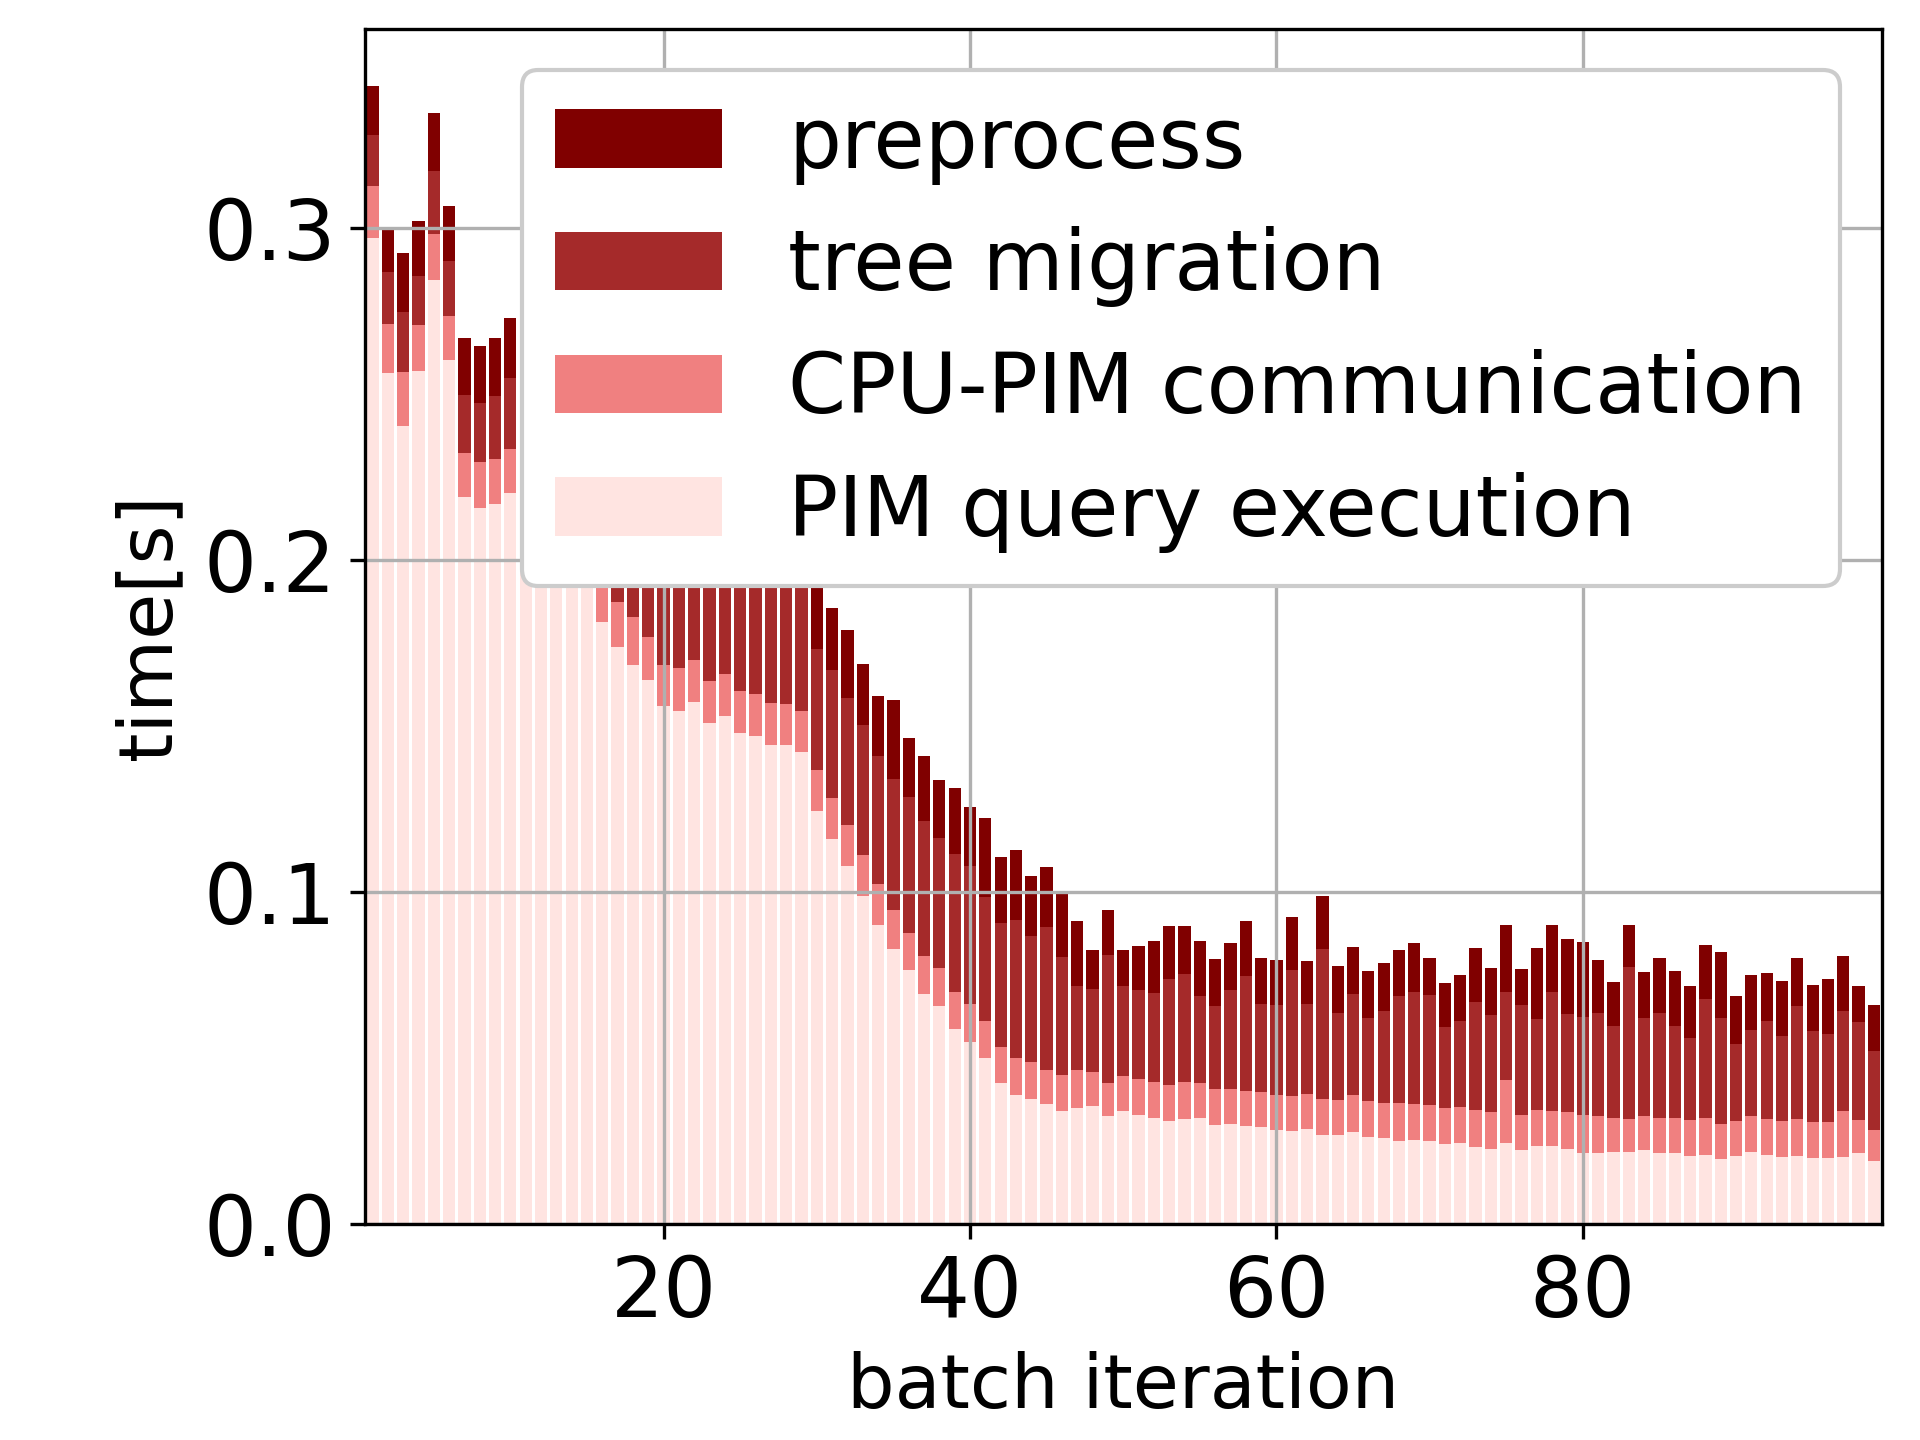 preprocess
tree migration
CPU-PIM communication
PIM query execution
time[s]
0.3
0.2
0.1
0.0
20 40 60 80
batch iteration